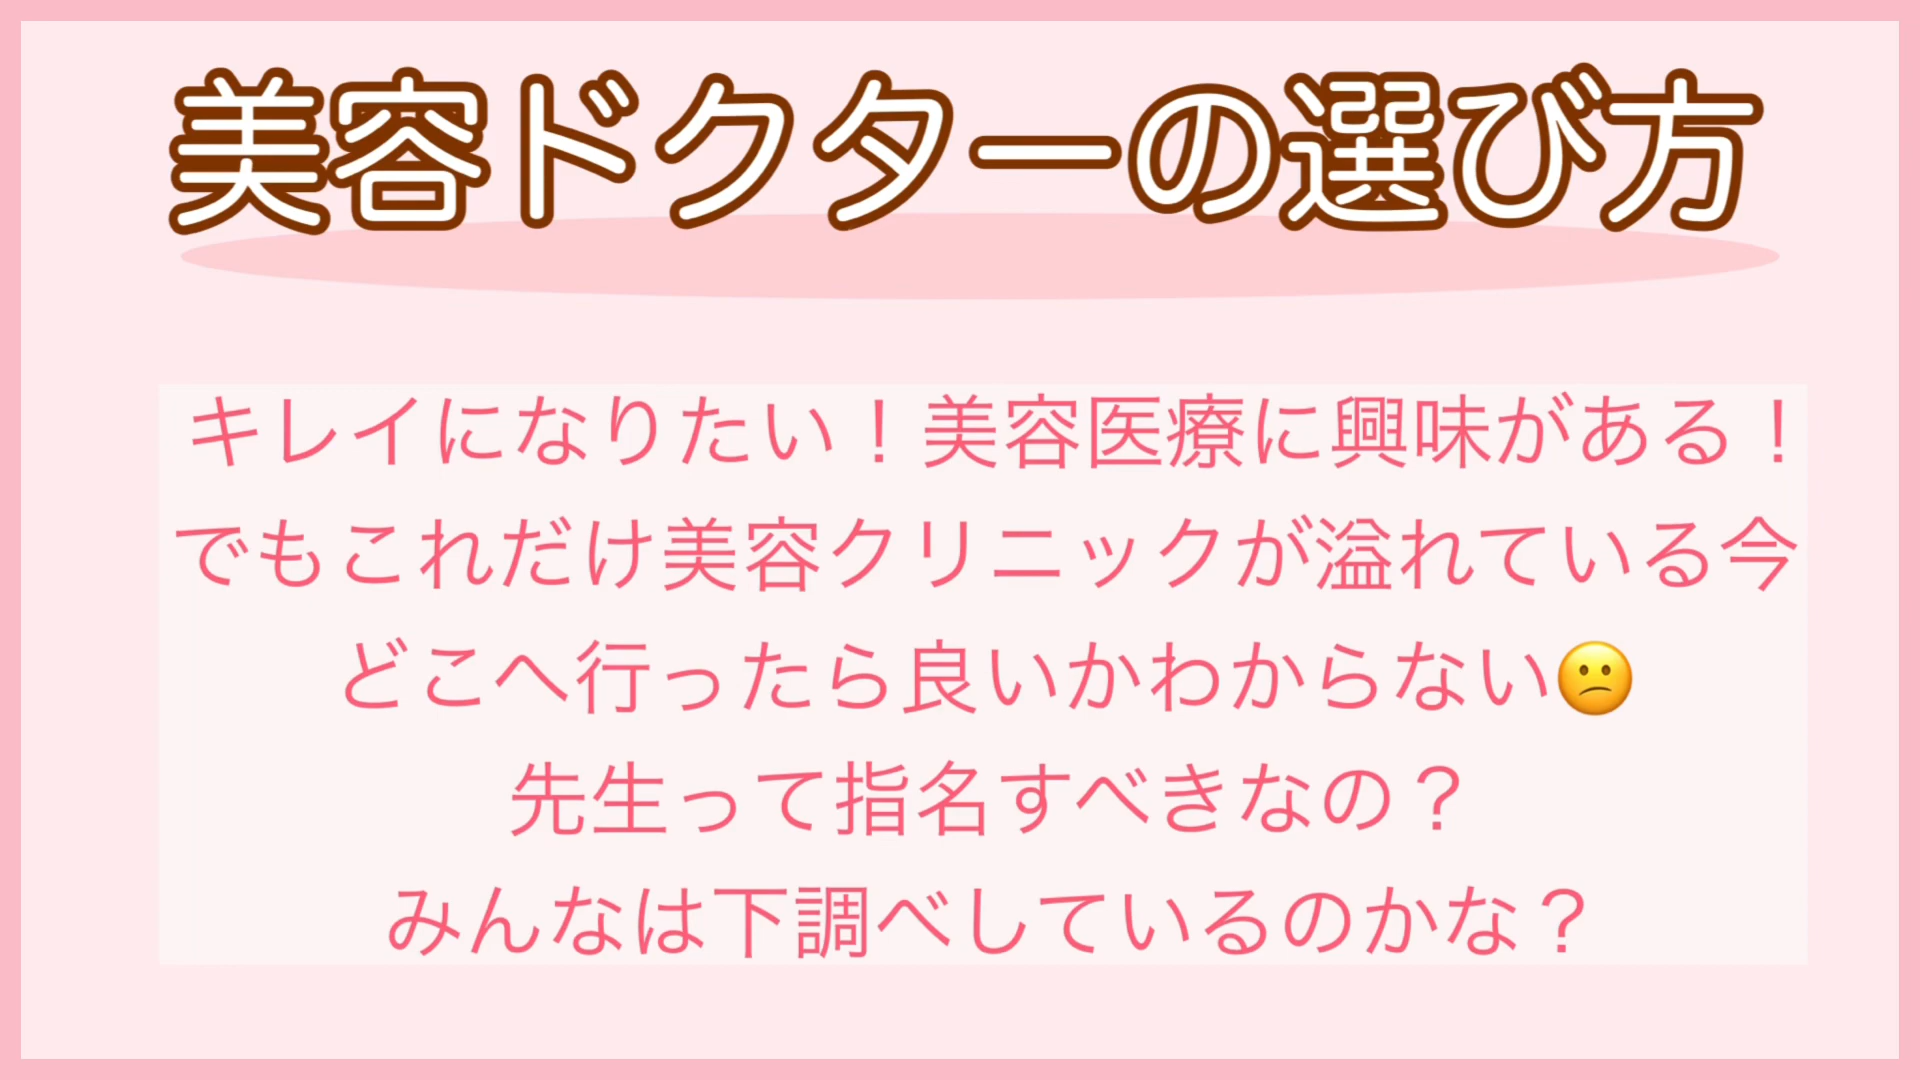 美容ドクターの選び方
キレイになりたい！美容医療に興味がある！
でもこれだけ美容クリニックが溢れている今
どこへ行ったら良いかわからない😕
先生って指名すべきなの？
みんなは下調べしているのかな？